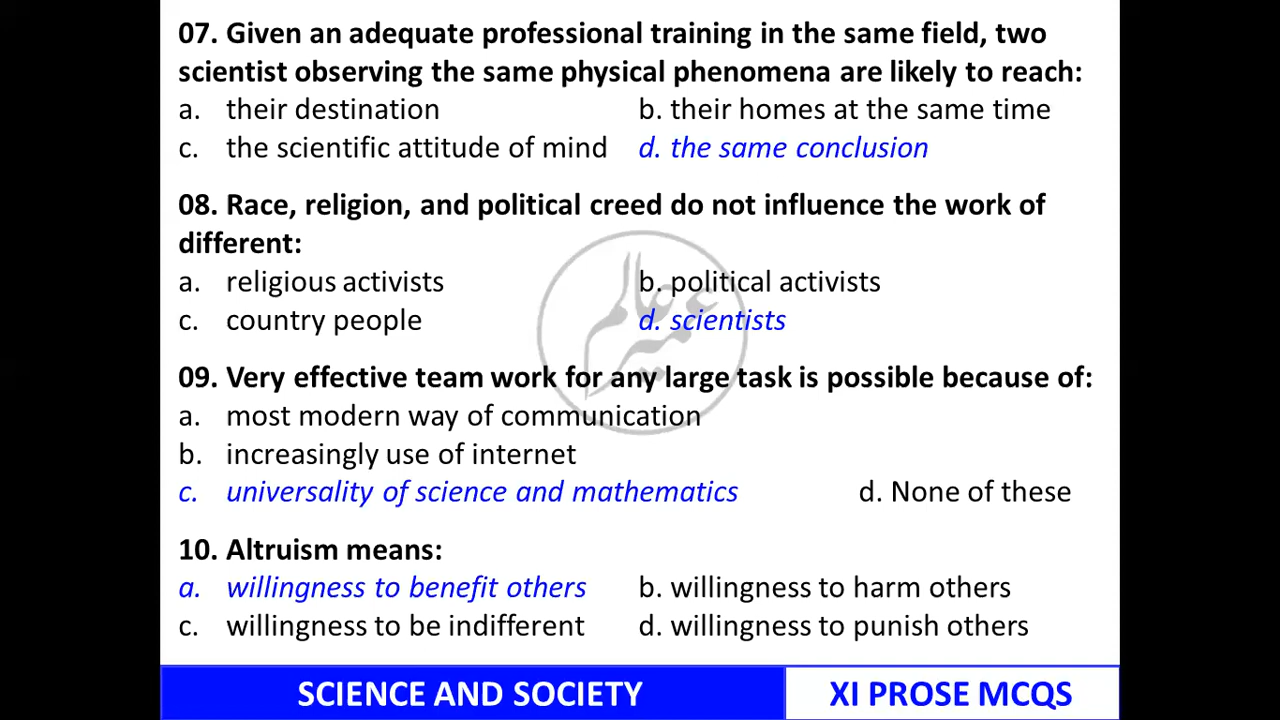 07. Given an adequate professional training in the same field, two
scientist observing the same physical phenomena are likely to reach:
a. their destination b. their homes at the same time
c. the scientific attitude of mind d. the same conclusion
08. Race, religion, and political creed do not influence the work of
different:
a. religious activists b. political activists
c. country people d. scientists
09. Very effective team work for any large task is possible because of:
a. most modern way of communication
b. increasingly use of internet
c. universality of science and mathematics d. None of these
10. Altruism means:
a. willingness to benefit others b. willingness to harm others
c. willingness to be indifferent d. willingness to punish others
SCIENCE AND SOCIETY XI PROSE MCQS
عمیر عالم